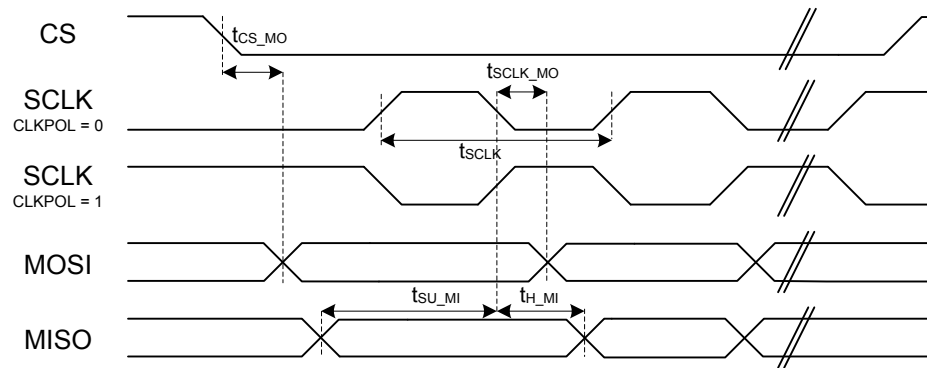 CS
tCS_MO
tSCLK_MO
SCLK
CLKPOL = 0
tSCLK
SCLK
CLKPOL = 1
MOSI
tSU_MI
tH_MI
MISO